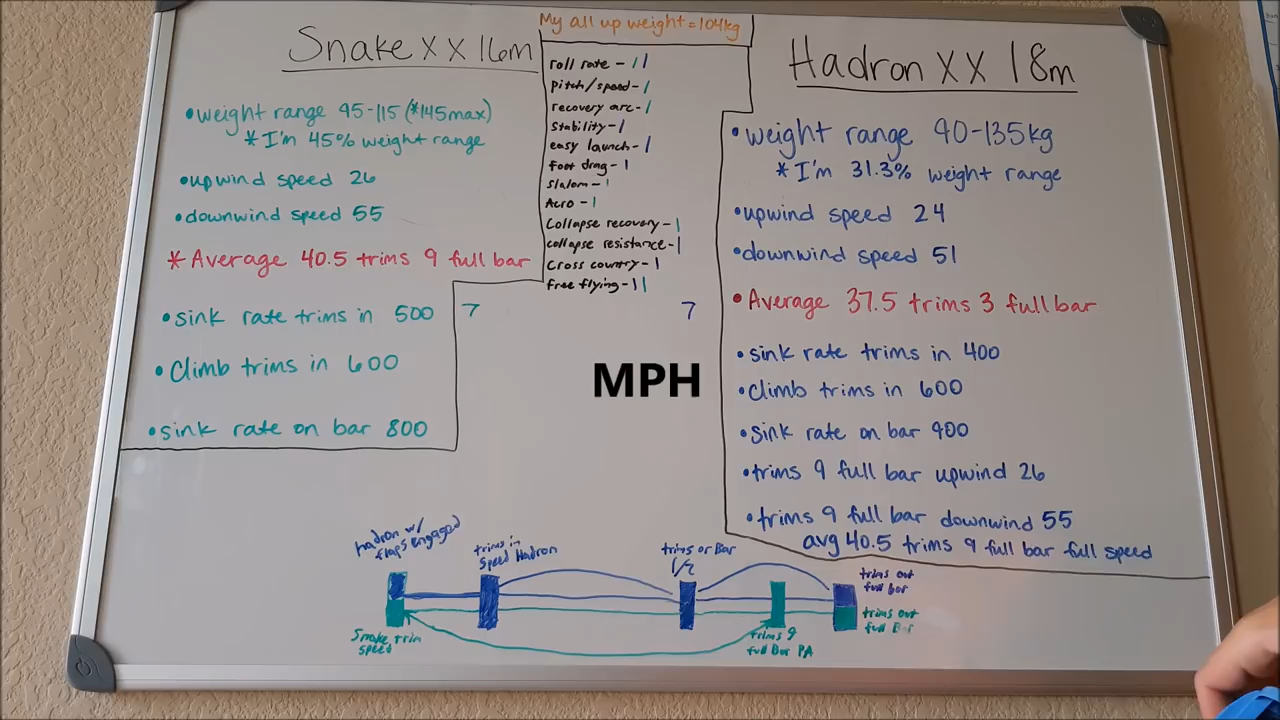 My all up weight = 104kg
Snake XX 16m
• weight range 95-115 (*145max)
* I'm 45% weight range
• upwind speed 26
• downwind speed 55
* Average 40.5 trims 9 full bar
• sink rate trims in 500
• Climb trims in 600
• sink rate on bar 800
roll rate - 11
Pitch/speed - 1
recovery arc - 1
Stability - 1
easy launch - 1
foot drag - 1
Slalom - 1
Acro - 1
Collapse recovery - 1
collapse resistance - 1
Cross country - 1
free flying - 11
7
7
MPH
Hadron XX 18m
• weight range 90-135kg
* I'm 31.3% weight range
• upwind speed 24
• downwind speed 51
• Average 37.5 trims 3 full bar
• sink rate trims in 400
• climb trims in 600
• sink rate on bar 900
• trims 9 full bar upwind 26
• trims 9 full bar downwind 55
avg 40.5 trims 9 full bar full speed
hadron w/
flaps engaged
trims in
Speed Hadron
trims or Bar
1/2
trims out
full bar
Snake trim
speed
trims 9
full Bar PA
trims out
full Bar